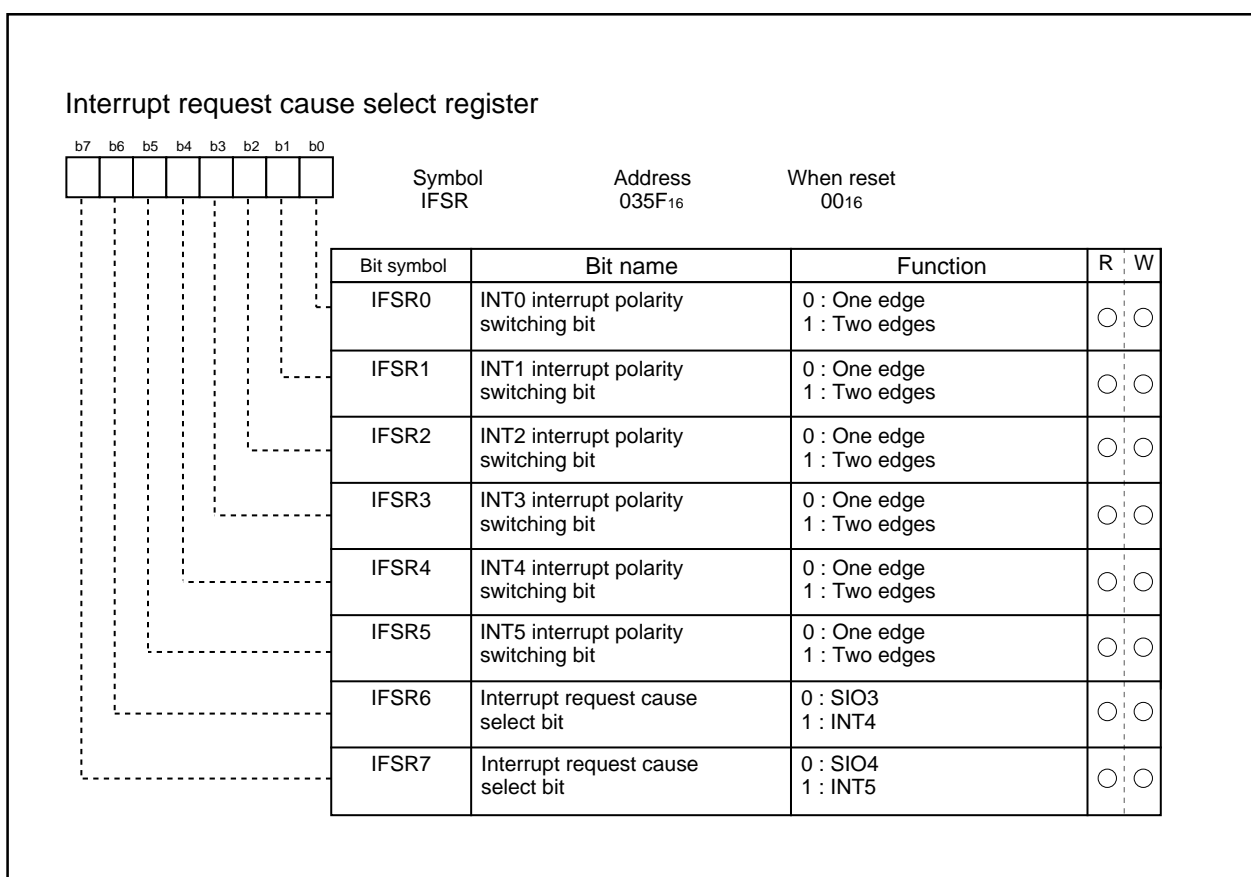 Interrupt request cause select register
b7 b6 b5 b4 b3 b2 b1 b0
Symbol Address When reset
IFSR 035F16 0016
Bit symbol Bit name Function R W
IFSR0 INT0 interrupt polarity 0 : One edge
switching bit 1 : Two edges
IFSR1 INT1 interrupt polarity 0 : One edge
switching bit 1 : Two edges
IFSR2 INT2 interrupt polarity 0 : One edge
switching bit 1 : Two edges
IFSR3 INT3 interrupt polarity 0 : One edge
switching bit 1 : Two edges
IFSR4 INT4 interrupt polarity 0 : One edge
switching bit 1 : Two edges
IFSR5 INT5 interrupt polarity 0 : One edge
switching bit 1 : Two edges
IFSR6 Interrupt request cause 0 : SIO3
select bit 1 : INT4
IFSR7 Interrupt request cause 0 : SIO4
select bit 1 : INT5